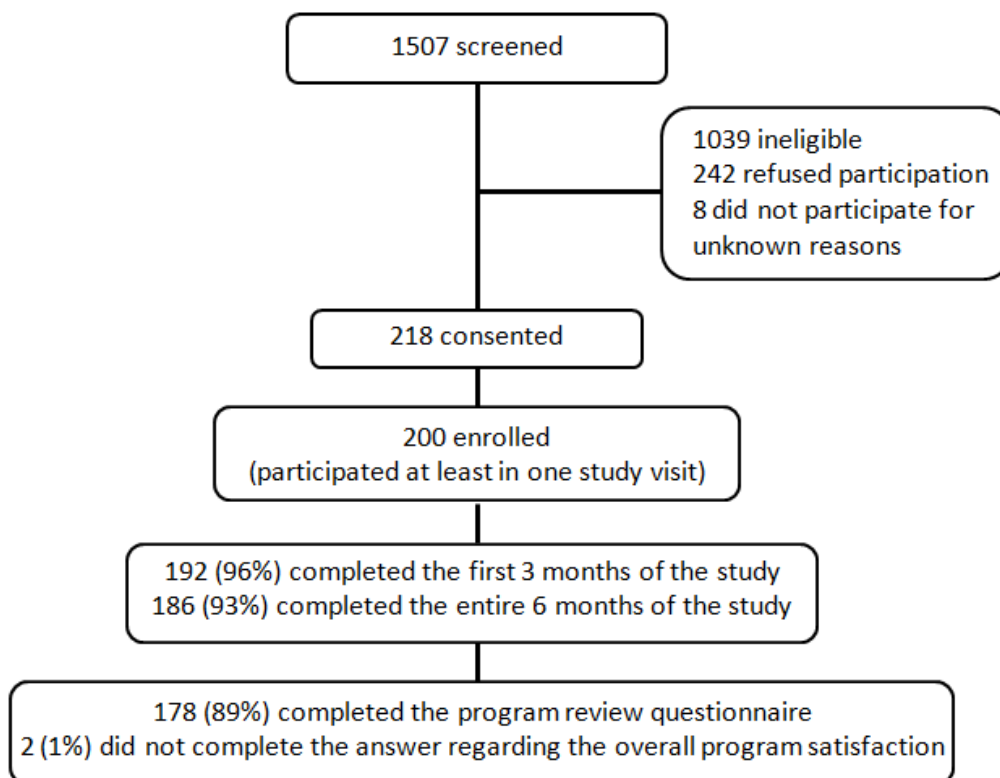 1507 screened
1039 ineligible
242 refused participation
8 did not participate for
unknown reasons
218 consented
200 enrolled
(participated at least in one study visit)
192 (96%) completed the first 3 months of the study
186 (93%) completed the entire 6 months of the study
178 (89%) completed the program review questionnaire
2 (1%) did not complete the answer regarding the overall program satisfaction